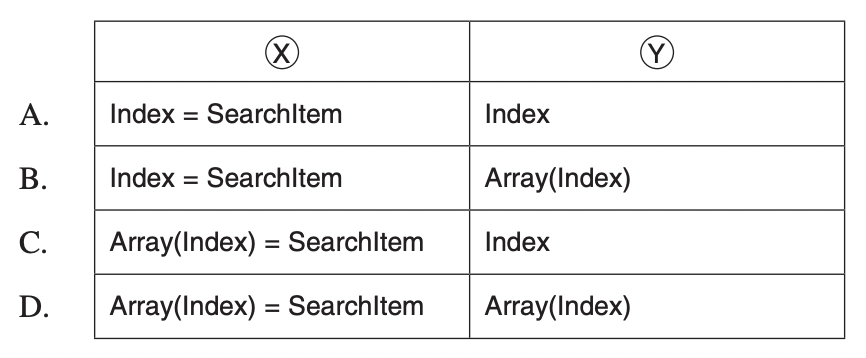 Ⓧ Ⓨ
A. Index = SearchItem Index
B. Index = SearchItem Array(Index)
C. Array(Index) = SearchItem Index
D. Array(Index) = SearchItem Array(Index)